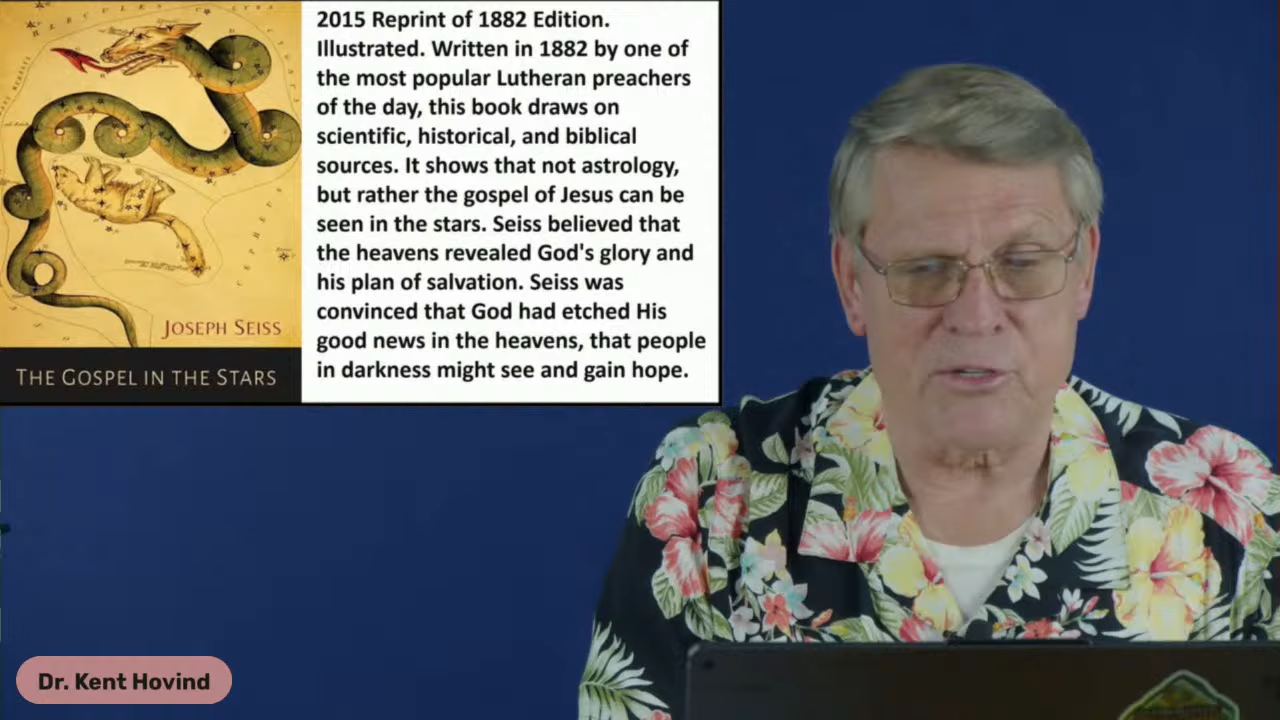 JOSEPH SEISS
THE GOSPEL IN THE STARS
2015 Reprint of 1882 Edition.
Illustrated. Written in 1882 by one of
the most popular Lutheran preachers
of the day, this book draws on
scientific, historical, and biblical
sources. It shows that not astrology,
but rather the gospel of Jesus can be
seen in the stars. Seiss believed that
the heavens revealed God's glory and
his plan of salvation. Seiss was
convinced that God had etched His
good news in the heavens, that people
in darkness might see and gain hope.
Dr. Kent Hovind